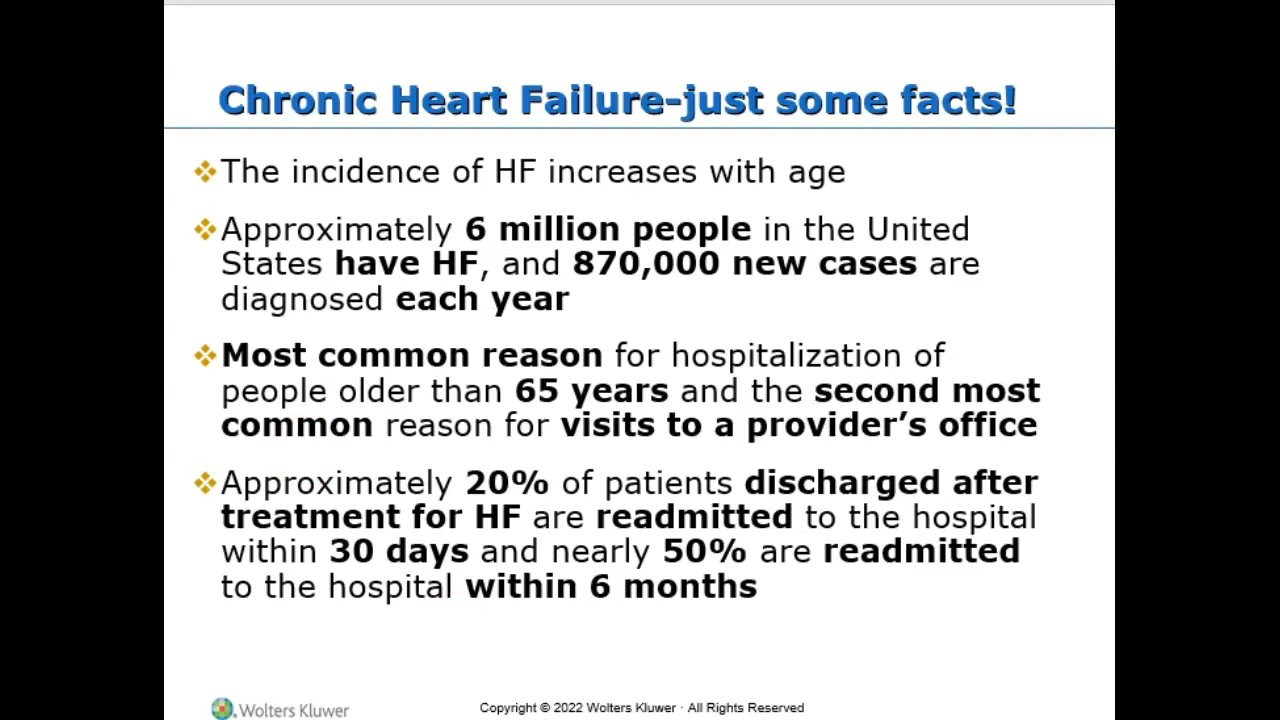 Chronic Heart Failure-just some facts!
❖The incidence of HF increases with age
❖Approximately 6 million people in the United
States have HF, and 870,000 new cases are
diagnosed each year
❖Most common reason for hospitalization of
people older than 65 years and the second most
common reason for visits to a provider’s office
❖Approximately 20% of patients discharged after
treatment for HF are readmitted to the hospital
within 30 days and nearly 50% are readmitted
to the hospital within 6 months
Wolters Kluwer
Copyright © 2022 Wolters Kluwer · All Rights Reserved